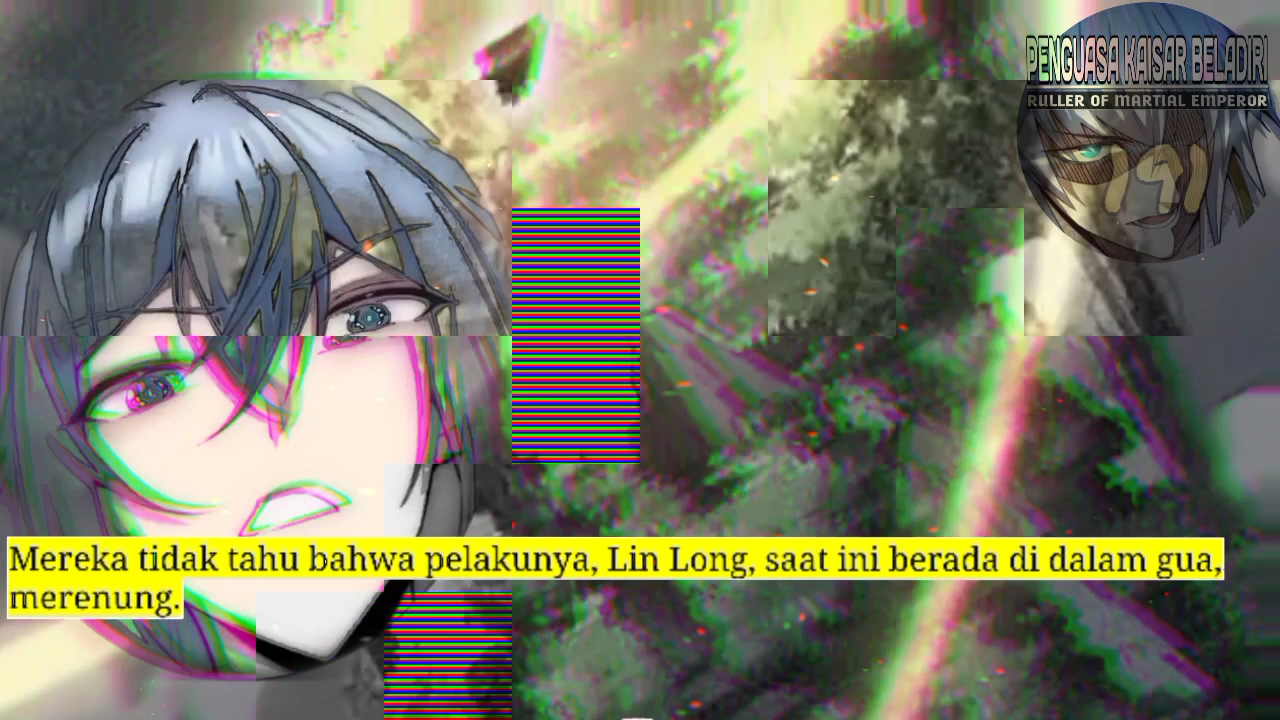 PENGUASA KAISAR BELADIRI
RULLER OF MARTIAL EMPEROR
Mereka tidak tahu bahwa pelakunya, Lin Long, saat ini berada di dalam gua,
merenung.